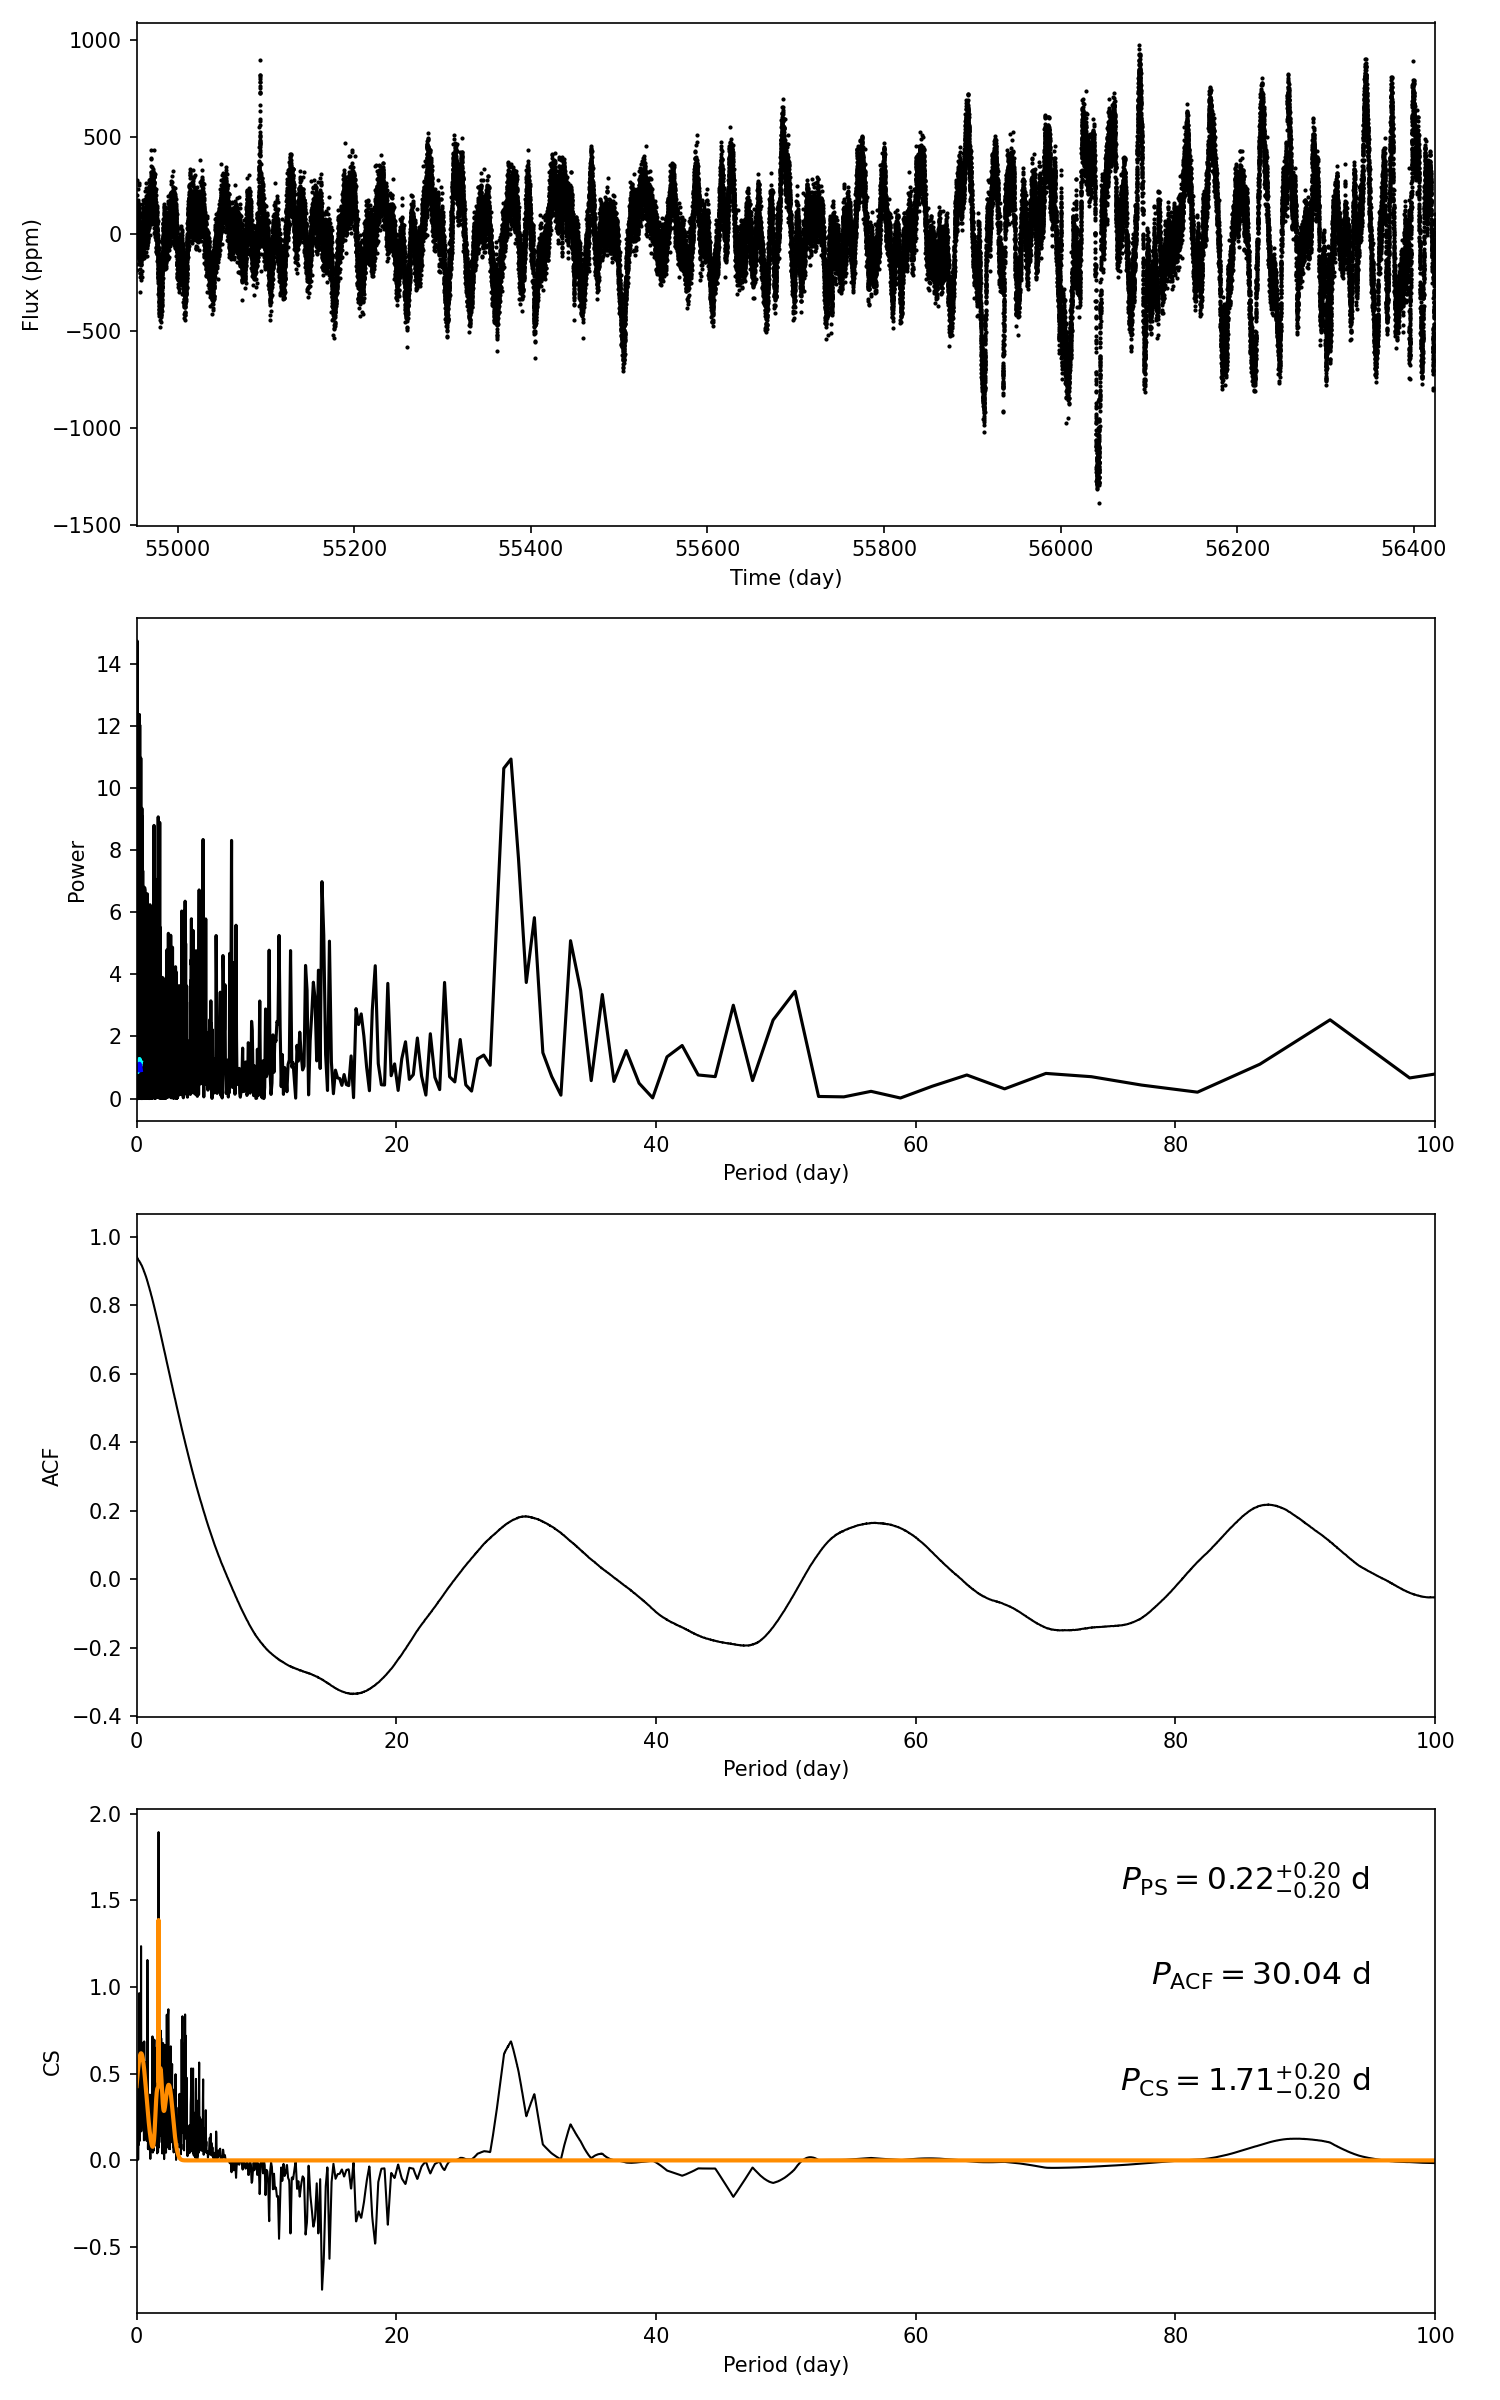 1000
500
0
−500
−1000
−1500
Flux (ppm)
55000 55200 55400 55600 55800 56000 56200 56400
Time (day)
14
12
10
8
6
4
2
0
Power
0 20 40 60 80 100
Period (day)
1.0
0.8
0.6
0.4
0.2
0.0
−0.2
−0.4
ACF
0 20 40 60 80 100
Period (day)
2.0
1.5
1.0
0.5
0.0
−0.5
CS
P_PS = 0.22 +0.20 −0.20 d
P_ACF = 30.04 d
P_CS = 1.71 +0.20 −0.20 d
0 20 40 60 80 100
Period (day)